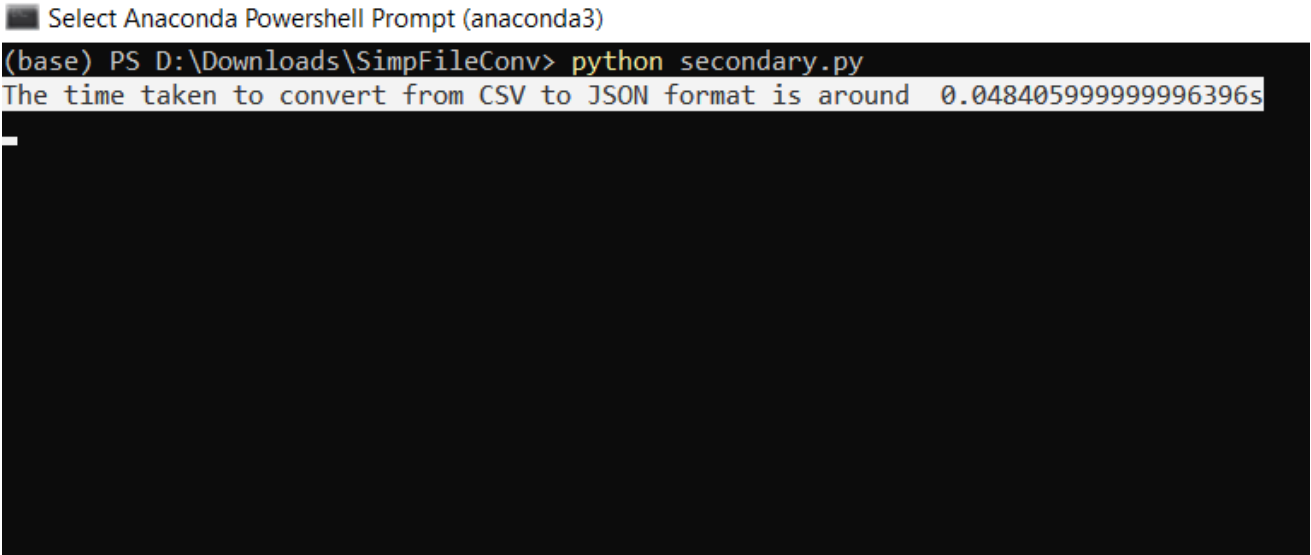 Select Anaconda Powershell Prompt (anaconda3)
(base) PS D:\Downloads\SimpFileConv> python secondary.py
The time taken to convert from CSV to JSON format is around  0.048405999999996396s